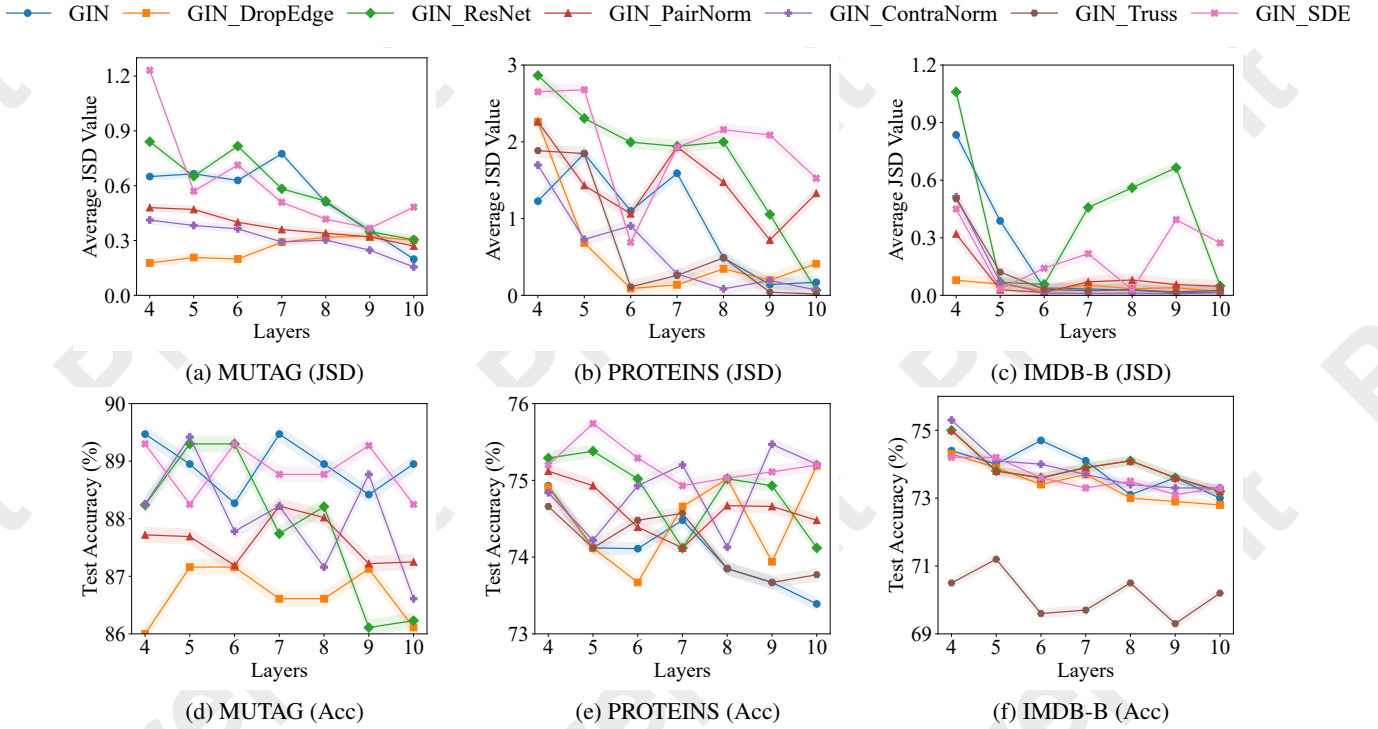 GIN GIN_DropEdge GIN_ResNet GIN_PairNorm GIN_ContraNorm GIN_Truss GIN_SDE
Average JSD Value
1.2
0.9
0.6
0.3
0.0
4 5 6 7 8 9 10
Layers
(a) MUTAG (JSD)
Average JSD Value
3
2
1
0
4 5 6 7 8 9 10
Layers
(b) PROTEINS (JSD)
Average JSD Value
1.2
0.9
0.6
0.3
0.0
4 5 6 7 8 9 10
Layers
(c) IMDB-B (JSD)
Test Accuracy (%)
90
89
88
87
86
4 5 6 7 8 9 10
Layers
(d) MUTAG (Acc)
Test Accuracy (%)
76
75
74
73
4 5 6 7 8 9 10
Layers
(e) PROTEINS (Acc)
Test Accuracy (%)
75
73
71
69
4 5 6 7 8 9 10
Layers
(f) IMDB-B (Acc)